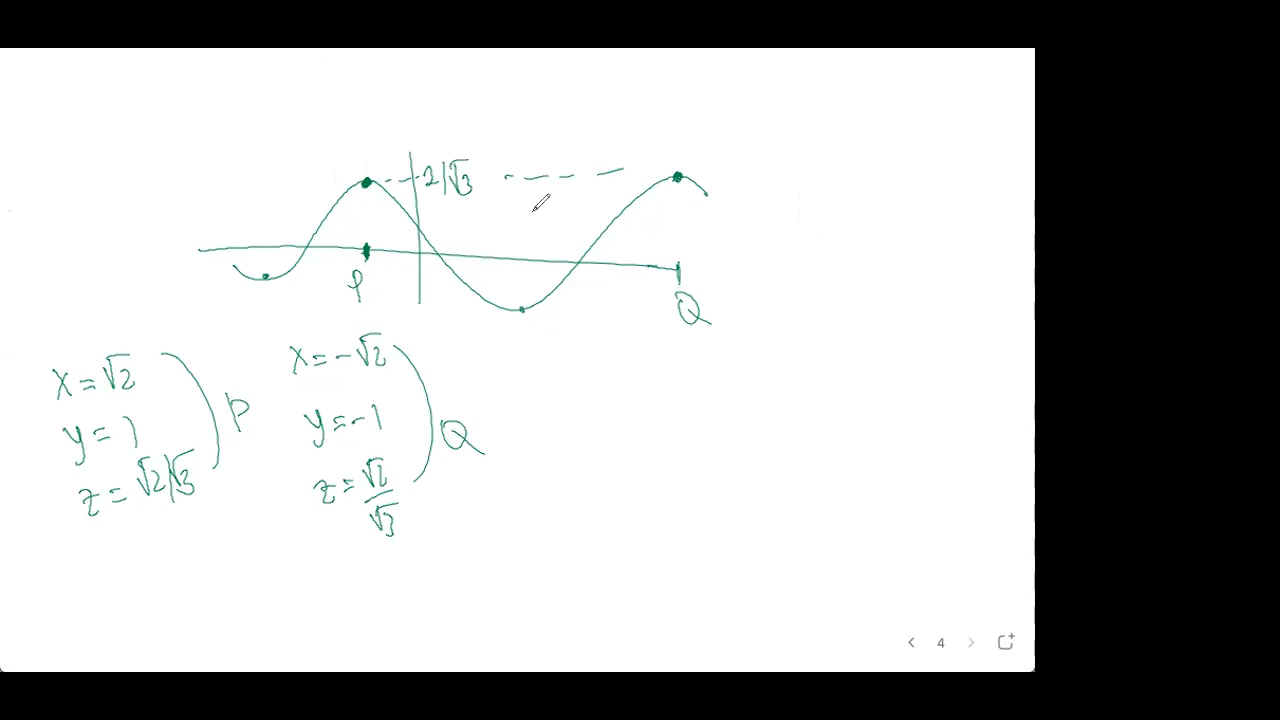 2/√3
P
Q
x = √2
y = 1
z = √2/√3
P
x = -√2
y = -1
z = √2/√3
Q
< 4 >